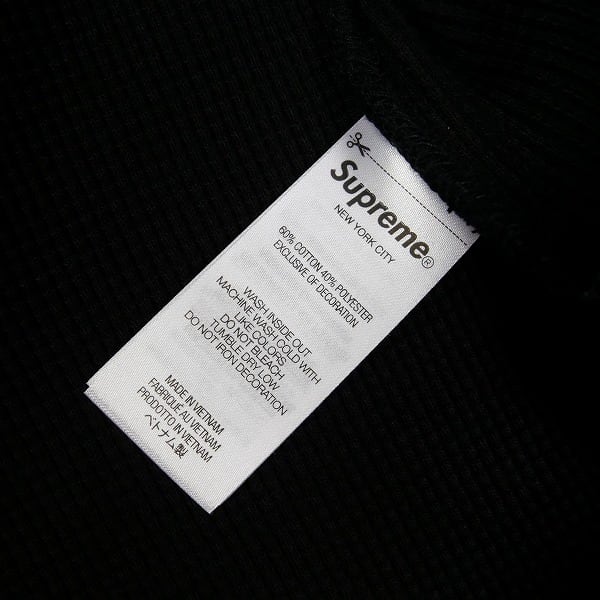 Supreme®
NEW YORK CITY
60% COTTON 40% POLYESTER
EXCLUSIVE OF DECORATION
WASH INSIDE OUT
MACHINE WASH COLD WITH
LIKE COLORS
DO NOT BLEACH
TUMBLE DRY LOW
DO NOT IRON DECORATION
MADE IN VIETNAM
FABRIQUE AU VIETNAM
PRODOTTO IN VIETNAM
ベトナム製